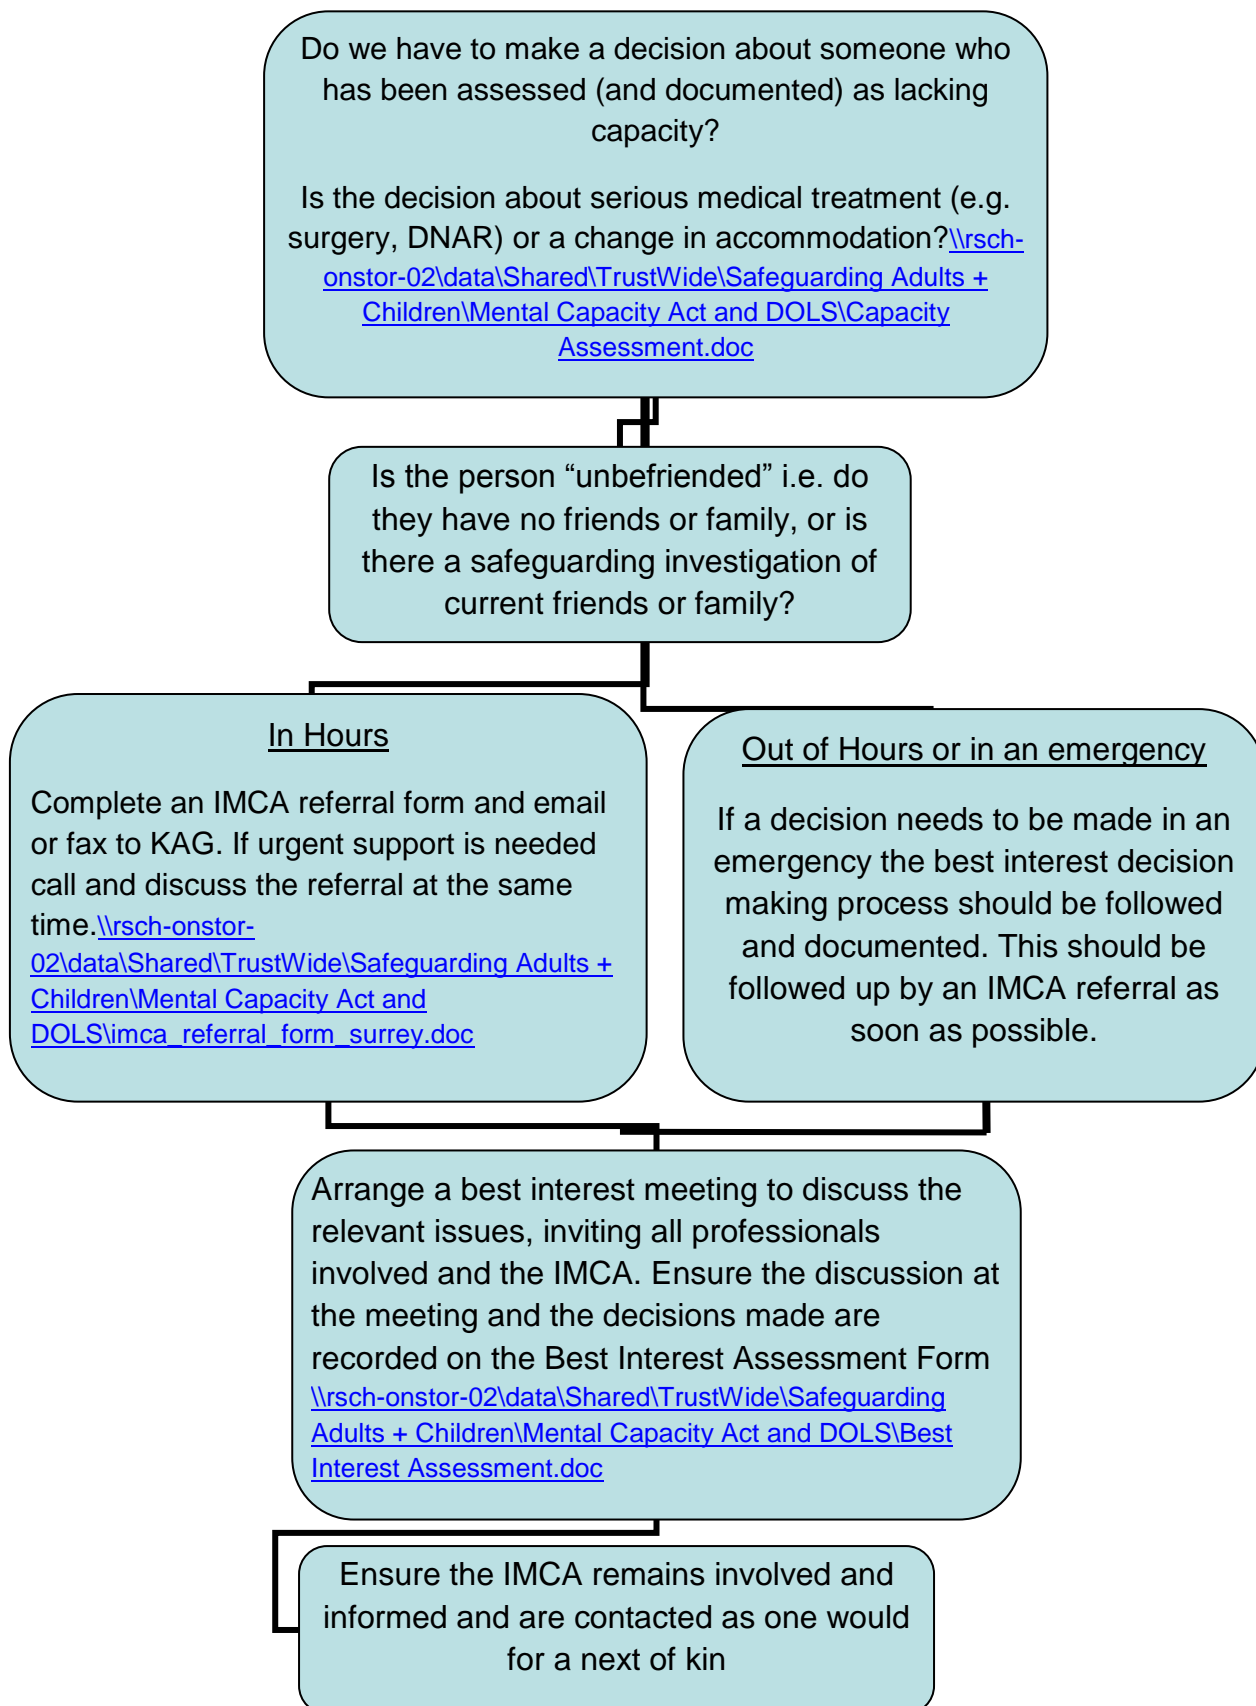 Do we have to make a decision about someone who
has been assessed (and documented) as lacking
capacity?
Is the decision about serious medical treatment (e.g.
surgery, DNAR) or a change in accommodation?\\rsch-
onstor-02\data\Shared\TrustWide\Safeguarding Adults +
Children\Mental Capacity Act and DOLS\Capacity
Assessment.doc
Is the person “unbefriended” i.e. do
they have no friends or family, or is
there a safeguarding investigation of
current friends or family?
In Hours
Complete an IMCA referral form and email
or fax to KAG. If urgent support is needed
call and discuss the referral at the same
time.\\rsch-onstor-
02\data\Shared\TrustWide\Safeguarding Adults +
Children\Mental Capacity Act and
DOLS\imca_referral_form_surrey.doc
Out of Hours or in an emergency
If a decision needs to be made in an
emergency the best interest decision
making process should be followed
and documented. This should be
followed up by an IMCA referral as
soon as possible.
Arrange a best interest meeting to discuss the
relevant issues, inviting all professionals
involved and the IMCA. Ensure the discussion at
the meeting and the decisions made are
recorded on the Best Interest Assessment Form
\\rsch-onstor-02\data\Shared\TrustWide\Safeguarding
Adults + Children\Mental Capacity Act and DOLS\Best
Interest Assessment.doc
Ensure the IMCA remains involved and
informed and are contacted as one would
for a next of kin